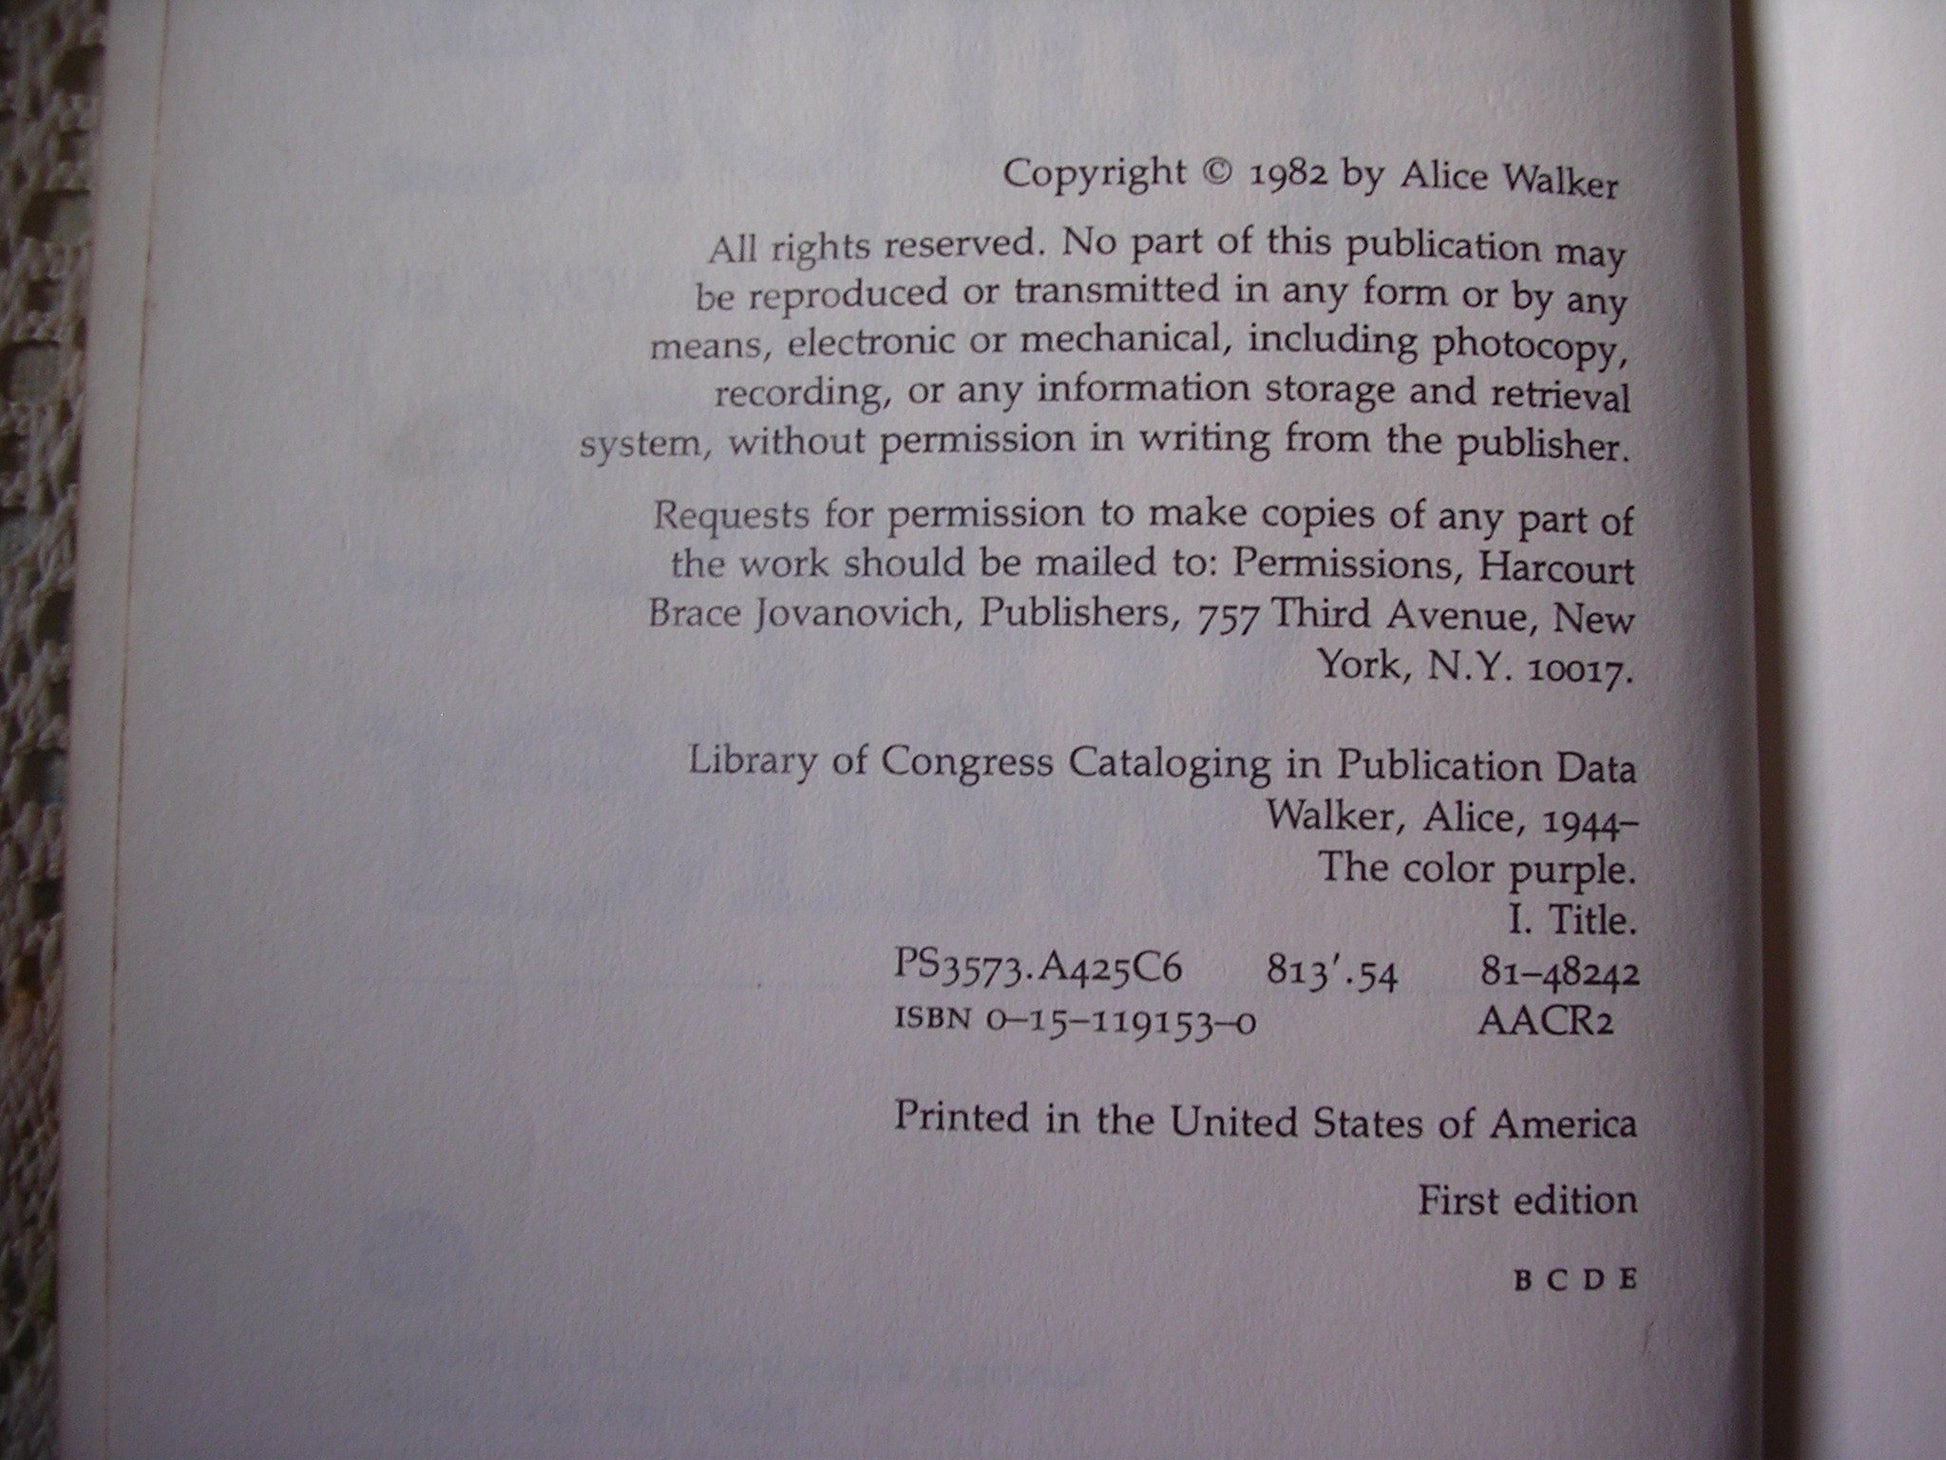 Copyright © 1982 by Alice Walker
All rights reserved. No part of this publication may
be reproduced or transmitted in any form or by any
means, electronic or mechanical, including photocopy,
recording, or any information storage and retrieval
system, without permission in writing from the publisher.
Requests for permission to make copies of any part of
the work should be mailed to: Permissions, Harcourt
Brace Jovanovich, Publishers, 757 Third Avenue, New
York, N.Y. 10017.
Library of Congress Cataloging in Publication Data
Walker, Alice, 1944–
The color purple.
I. Title.
PS3573.A425C6 813′.54 81–48242
ISBN 0–15–119153–0 AACR2
Printed in the United States of America
First edition
B C D E